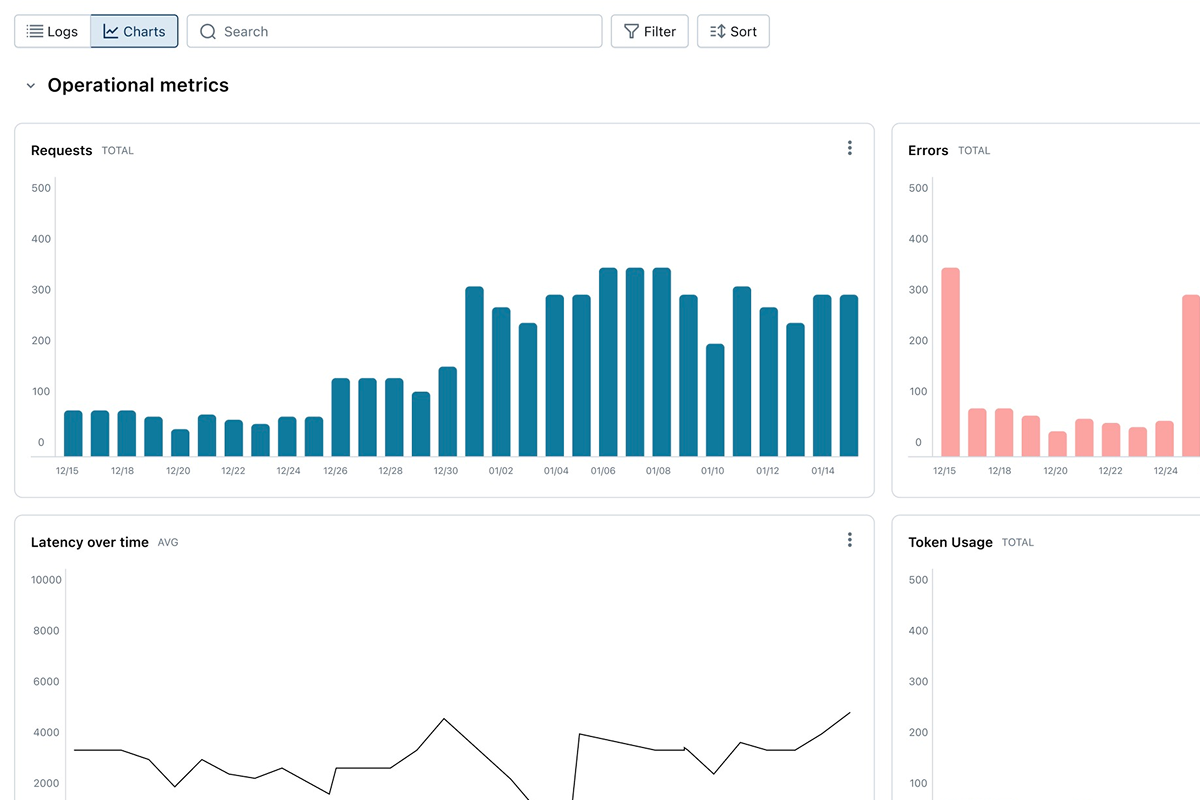 Logs Charts Search Filter Sort
Operational metrics
Requests TOTAL
500
400
300
200
100
0
12/15 12/18 12/20 12/22 12/24 12/26 12/28 12/30 01/02 01/04 01/06 01/08 01/10 01/12 01/14
Errors TOTAL
500
400
300
200
100
0
12/15 12/18 12/20 12/22 12/24
Latency over time AVG
10000
8000
6000
4000
2000
Token Usage TOTAL
500
400
300
200
100